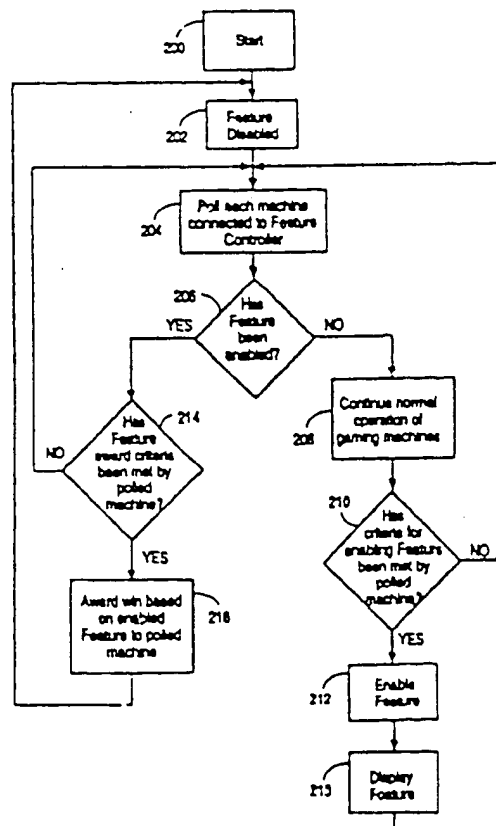 Start
200
Feature
Disabled
202
Poll each machine
connected to Feature
Controller
204
206
Has
Feature
been
enabled?
YES
NO
214
Has
Feature
award criteria
been met by
polled
machine?
NO
YES
Continue normal
operation of
gaming machines
208
210
Has
criteria for
enabling Feature
been met by
polled
machine?
NO
YES
Award win based
on enabled
Feature to polled
machine
216
Enable
Feature
212
Display
Feature
213